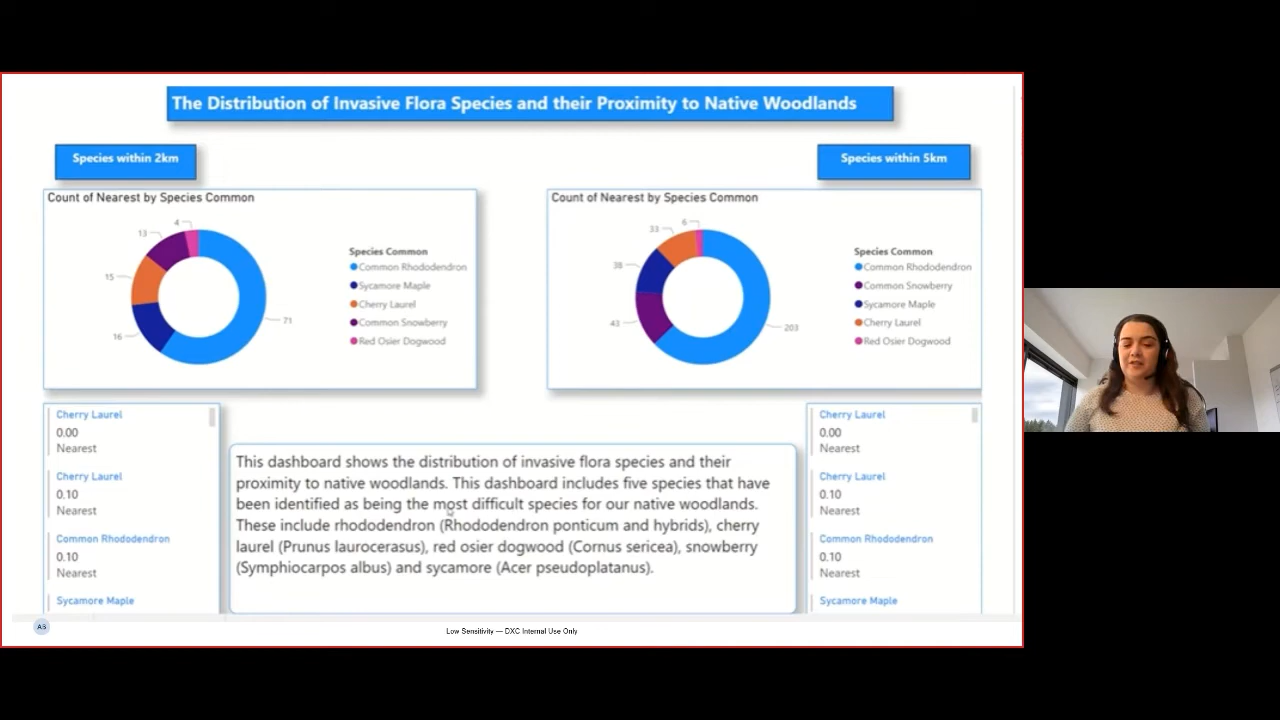 The Distribution of Invasive Flora Species and their Proximity to Native Woodlands
Species within 2km
Species within 5km
Count of Nearest by Species Common
4
13
15
16
71
Species Common
Common Rhododendron
Sycamore Maple
Cherry Laurel
Common Snowberry
Red Osier Dogwood
Count of Nearest by Species Common
6
33
38
43
203
Species Common
Common Rhododendron
Common Snowberry
Sycamore Maple
Cherry Laurel
Red Osier Dogwood
Cherry Laurel
0.00
Nearest
Cherry Laurel
0.10
Nearest
Common Rhododendron
0.10
Nearest
Sycamore Maple
This dashboard shows the distribution of invasive flora species and their
proximity to native woodlands. This dashboard includes five species that have
been identified as being the most difficult species for our native woodlands.
These include rhododendron (Rhododendron ponticum and hybrids), cherry
laurel (Prunus laurocerasus), red osier dogwood (Cornus sericea), snowberry
(Symphiocarpos albus) and sycamore (Acer pseudoplatanus).
Cherry Laurel
0.00
Nearest
Cherry Laurel
0.10
Nearest
Common Rhododendron
0.10
Nearest
Sycamore Maple
AS
Low Sensitivity — DXC Internal Use Only